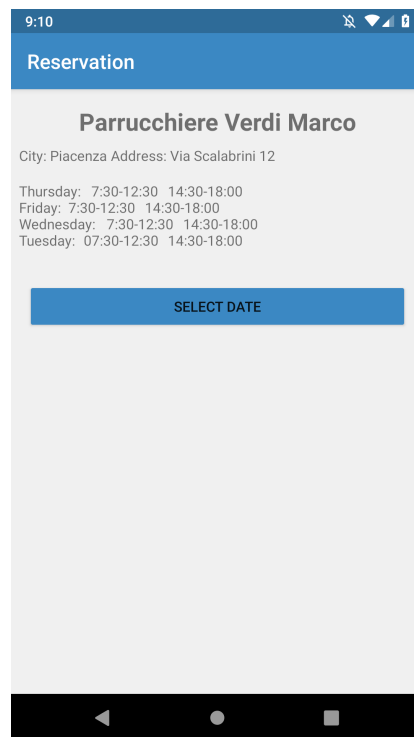 9:10
Reservation
Parrucchiere Verdi Marco
City: Piacenza Address: Via Scalabrini 12
Thursday: 7:30-12:30 14:30-18:00
Friday: 7:30-12:30 14:30-18:00
Wednesday: 7:30-12:30 14:30-18:00
Tuesday: 07:30-12:30 14:30-18:00
SELECT DATE